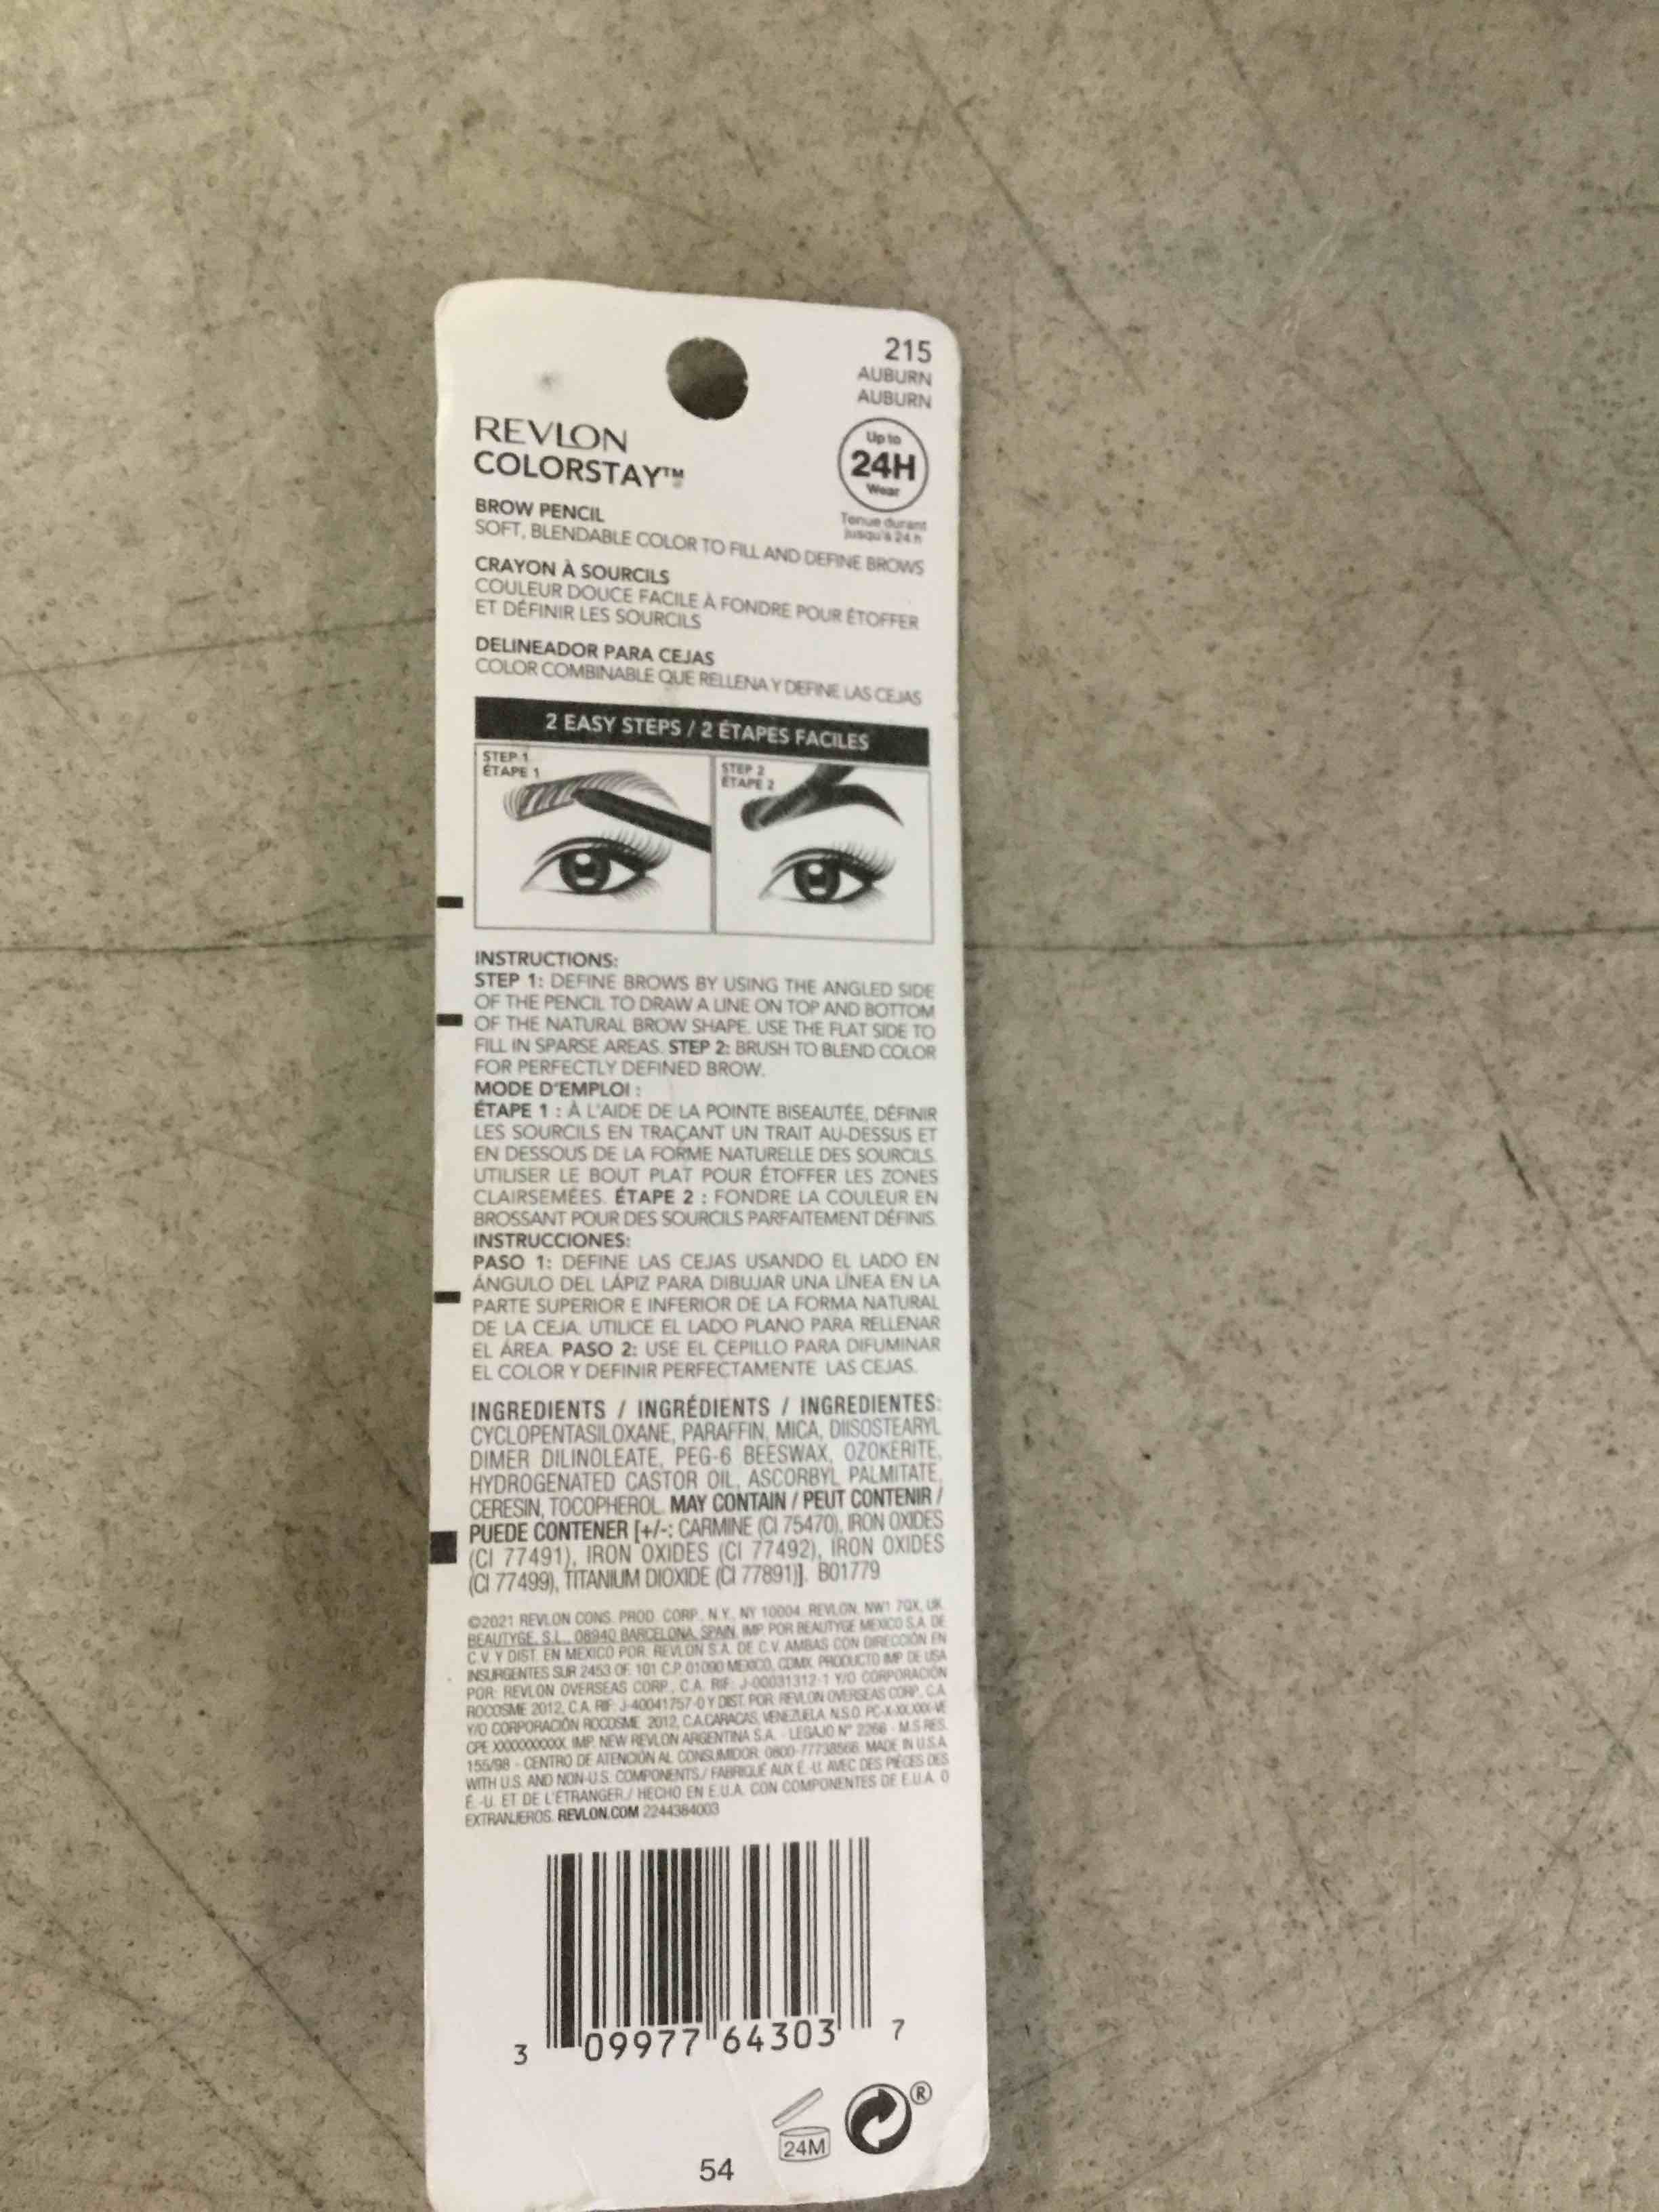 215
AUBURN
AUBURN
REVLON
COLORSTAY™
Up to
24H
Wear
Tenue durant
jusqu'à 24 h
BROW PENCIL
SOFT, BLENDABLE COLOR TO FILL AND DEFINE BROWS
CRAYON À SOURCILS
COULEUR DOUCE FACILE À FONDRE POUR ÉTOFFER
ET DÉFINIR LES SOURCILS
DELINEADOR PARA CEJAS
COLOR COMBINABLE QUE RELLENA Y DEFINE LAS CEJAS
2 EASY STEPS / 2 ÉTAPES FACILES
STEP 1
ÉTAPE 1
STEP 2
ÉTAPE 2
INSTRUCTIONS:
STEP 1: DEFINE BROWS BY USING THE ANGLED SIDE
OF THE PENCIL TO DRAW A LINE ON TOP AND BOTTOM
OF THE NATURAL BROW SHAPE. USE THE FLAT SIDE TO
FILL IN SPARSE AREAS. STEP 2: BRUSH TO BLEND COLOR
FOR PERFECTLY DEFINED BROW.
MODE D'EMPLOI :
ÉTAPE 1 : À L'AIDE DE LA POINTE BISEAUTÉE, DÉFINIR
LES SOURCILS EN TRAÇANT UN TRAIT AU-DESSUS ET
EN DESSOUS DE LA FORME NATURELLE DES SOURCILS.
UTILISER LE BOUT PLAT POUR ÉTOFFER LES ZONES
CLAIRSEMÉES. ÉTAPE 2 : FONDRE LA COULEUR EN
BROSSANT POUR DES SOURCILS PARFAITEMENT DÉFINIS.
INSTRUCCIONES:
PASO 1: DEFINE LAS CEJAS USANDO EL LADO EN
ÁNGULO DEL LÁPIZ PARA DIBUJAR UNA LÍNEA EN LA
PARTE SUPERIOR E INFERIOR DE LA FORMA NATURAL
DE LA CEJA. UTILICE EL LADO PLANO PARA RELLENAR
EL ÁREA. PASO 2: USE EL CEPILLO PARA DIFUMINAR
EL COLOR Y DEFINIR PERFECTAMENTE LAS CEJAS.
INGREDIENTS / INGRÉDIENTS / INGREDIENTES:
CYCLOPENTASILOXANE, PARAFFIN, MICA, DIISOSTEARYL
DIMER DILINOLEATE, PEG-6 BEESWAX, OZOKERITE,
HYDROGENATED CASTOR OIL, ASCORBYL PALMITATE,
CERESIN, TOCOPHEROL. MAY CONTAIN / PEUT CONTENIR /
PUEDE CONTENER [+/-: CARMINE (CI 75470), IRON OXIDES
(CI 77491), IRON OXIDES (CI 77492), IRON OXIDES
(CI 77499), TITANIUM DIOXIDE (CI 77891)]. B01779
©2021 REVLON CONS. PROD. CORP., N.Y., NY 10004. REVLON, NW1 7QX, UK.
BEAUTYGE, S.L., 08940 BARCELONA, SPAIN. IMP. POR BEAUTYGE MEXICO S.A. DE
C.V. Y DIST. EN MEXICO POR: REVLON S.A. DE C.V. AMBAS CON DIRECCIÓN EN
INSURGENTES SUR 2453 OF. 101 C.P. 01090 MEXICO, CDMX. PRODUCTO IMP. DE USA
POR: REVLON OVERSEAS CORP., C.A. RIF: J-00031312-1 Y/O CORPORACIÓN
ROCOSME 2012, C.A. RIF: J-40041757-0 Y DIST. POR REVLON OVERSEAS CORP., C.A.
Y/O CORPORACIÓN ROCOSME 2012, C.A.CARACAS, VENEZUELA. N.S.O. PC-X-XX.XXX-VE
CPE XXXXXXXXXX. IMP. NEW REVLON ARGENTINA S.A. - LEGAJO N° 2266 - M.S RES.
155/98 - CENTRO DE ATENCIÓN AL CONSUMIDOR: 0800-77738566. MADE IN U.S.A.
WITH U.S. AND NON-U.S. COMPONENTS./ FABRIQUÉ AUX É.-U. AVEC DES PIÈCES DES
É.-U. ET DE L'ÉTRANGER./ HECHO EN E.U.A. CON COMPONENTES DE E.U.A. O
EXTRANJEROS. REVLON.COM 2244384003
3 09977 64303 7
24M
®
54